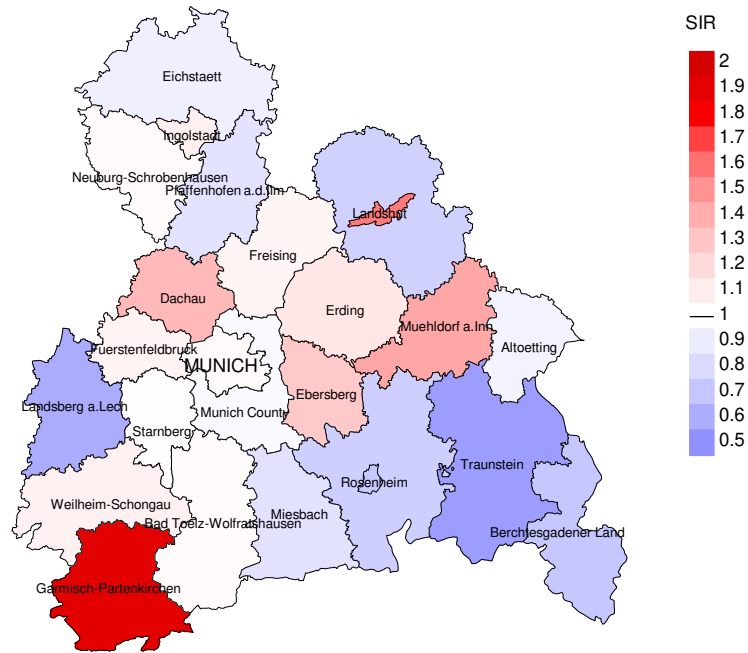 SIR
2
1.9
1.8
1.7
1.6
1.5
1.4
1.3
1.2
1.1
1
0.9
0.8
0.7
0.6
0.5
Eichstaett
Ingolstadt
Neuburg-Schrobenhausen
Pfaffenhofen a.d.Ilm
Landshut
Freising
Dachau
Erding
Muehldorf a.Inn
Altoetting
Fuerstenfeldbruck
MUNICH
Ebersberg
Landsberg a.Lech
Munich County
Starnberg
Traunstein
Rosenheim
Weilheim-Schongau
Miesbach
Bad Toelz-Wolfratshausen
Berchtesgadener Land
Garmisch-Partenkirchen